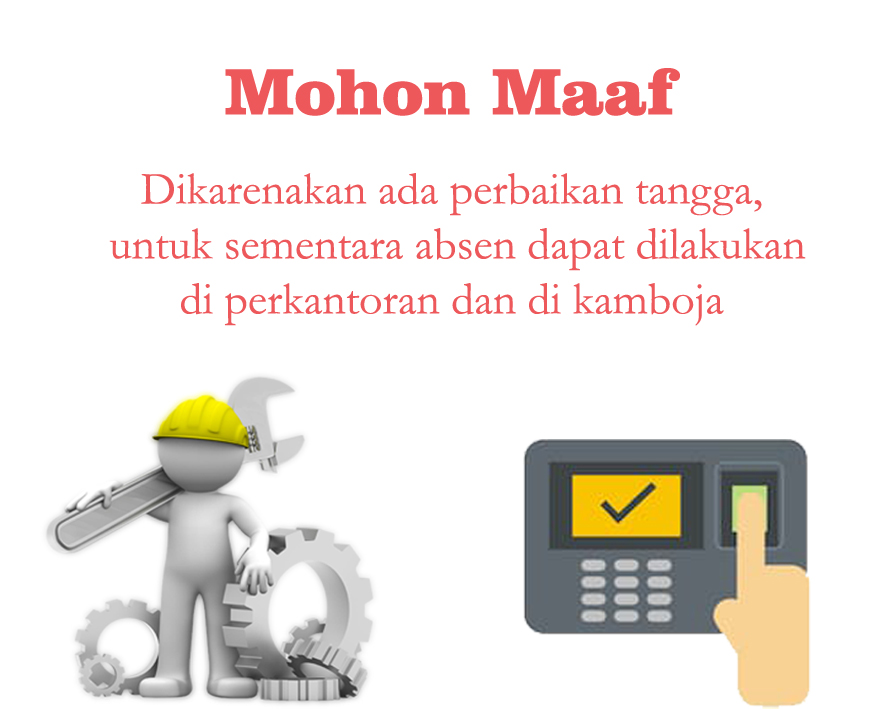 Mohon Maaf
Dikarenakan ada perbaikan tangga,
untuk sementara absen dapat dilakukan
di perkantoran dan di kamboja